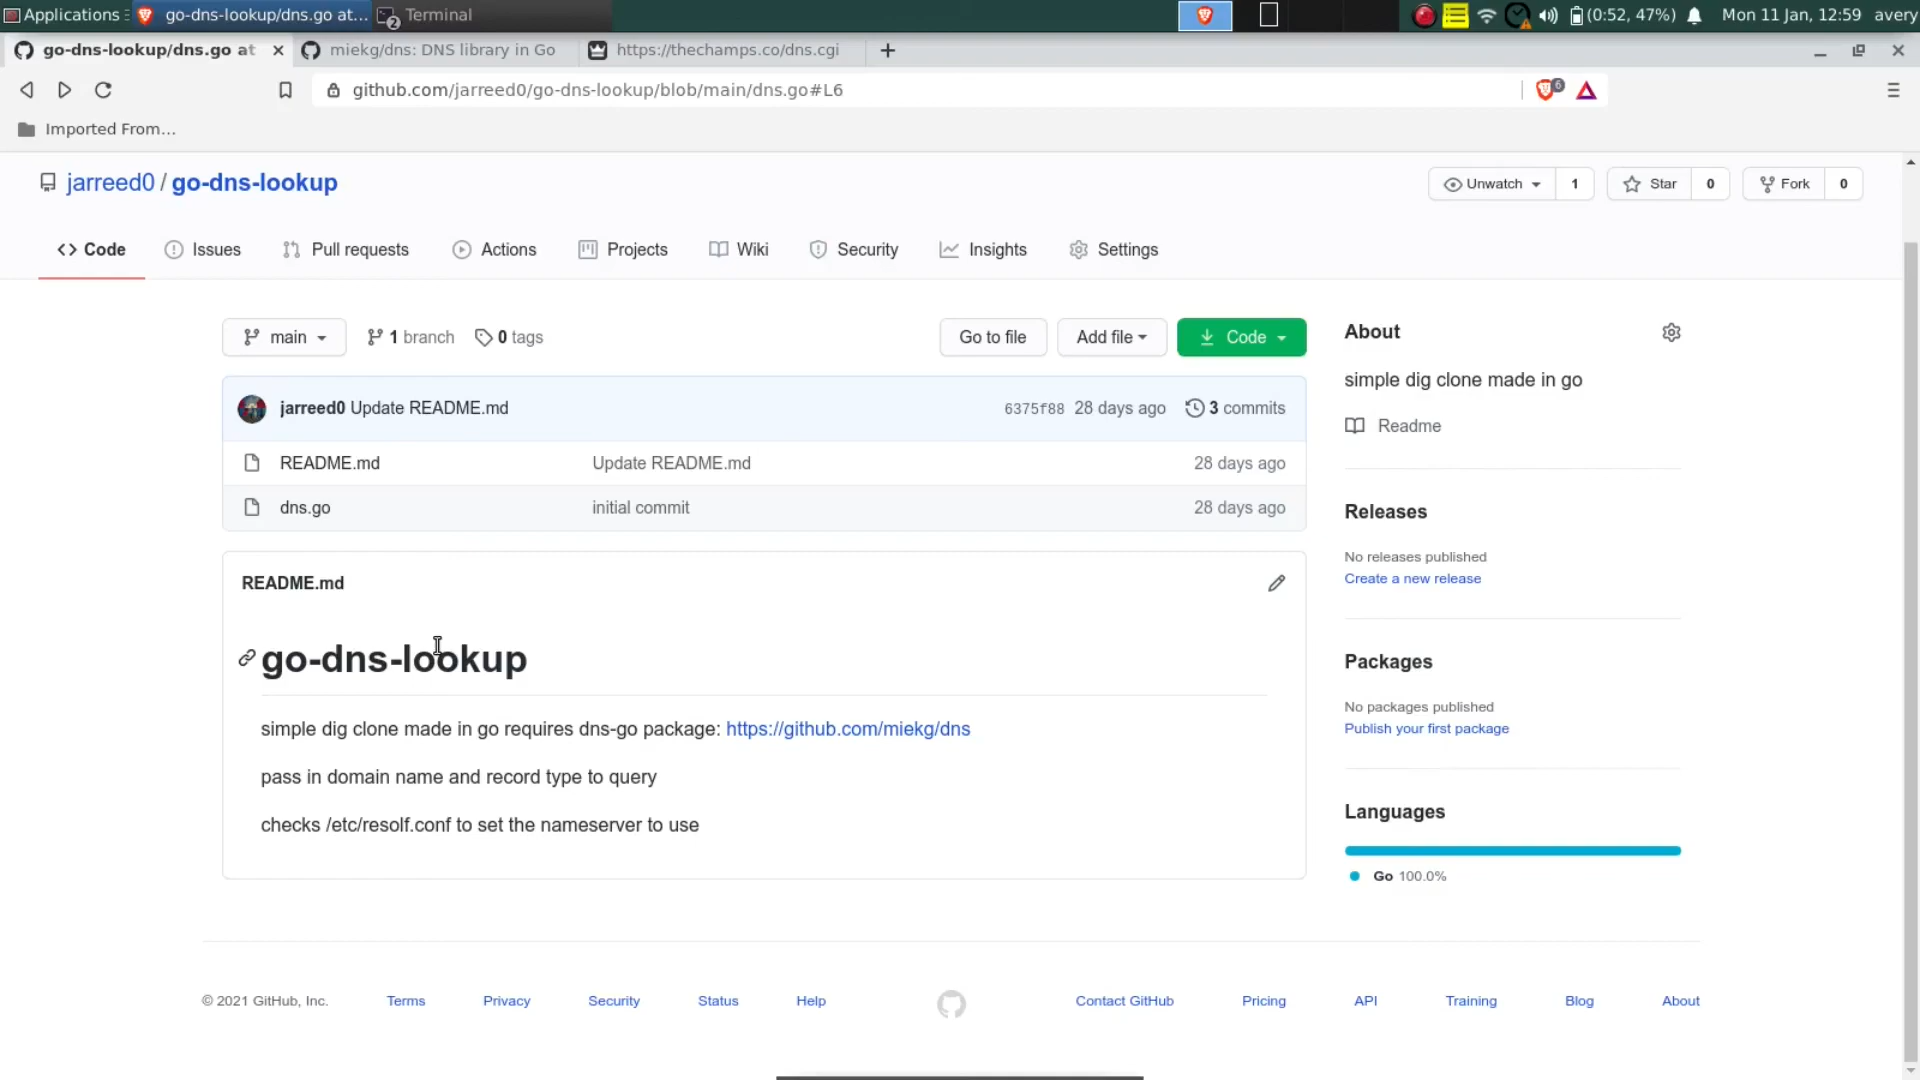 Applications
go-dns-lookup/dns.go at...
2
Terminal
(0:52, 47%)
Mon 11 Jan, 12:59
avery
go-dns-lookup/dns.go at
miekg/dns: DNS library in Go
https://thechamps.co/dns.cgi
github.com/jarreed0/go-dns-lookup/blob/main/dns.go#L6
6
Imported From...
jarreed0 / go-dns-lookup
Unwatch 1
Star 0
Fork 0
Code
Issues
Pull requests
Actions
Projects
Wiki
Security
Insights
Settings
main
1 branch
0 tags
Go to file
Add file
Code
jarreed0 Update README.md
6375f88 28 days ago
3 commits
README.md
Update README.md
28 days ago
dns.go
initial commit
28 days ago
README.md
go-dns-lookup
simple dig clone made in go requires dns-go package: https://github.com/miekg/dns
pass in domain name and record type to query
checks /etc/resolf.conf to set the nameserver to use
About
simple dig clone made in go
Readme
Releases
No releases published
Create a new release
Packages
No packages published
Publish your first package
Languages
Go 100.0%
© 2021 GitHub, Inc.
Terms
Privacy
Security
Status
Help
Contact GitHub
Pricing
API
Training
Blog
About